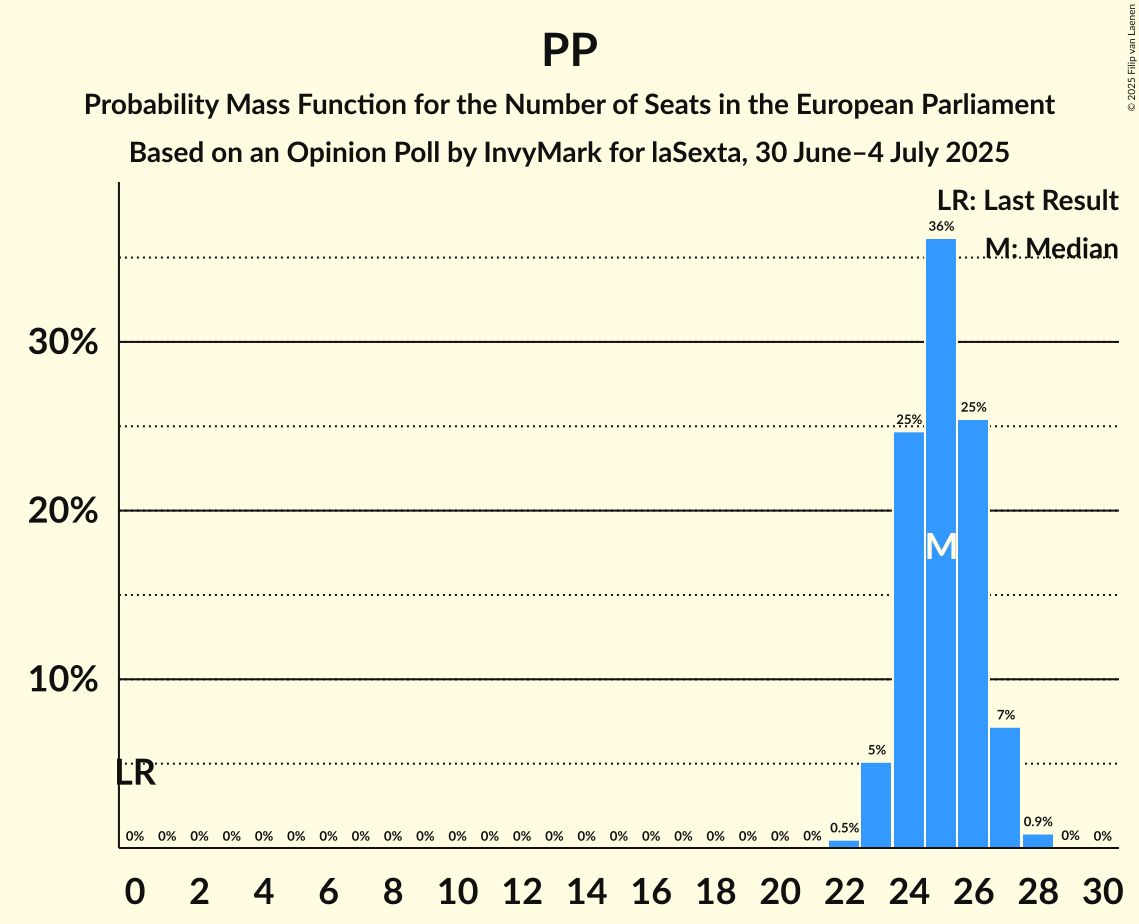 PP
Probability Mass Function for the Number of Seats in the European Parliament
Based on an Opinion Poll by InvyMark for laSexta, 30 June–4 July 2025
© 2025 Filip van Laenen
LR: Last Result
M: Median
30%
20%
10%
LR
M
0% 0% 0% 0% 0% 0% 0% 0% 0% 0% 0% 0% 0% 0% 0% 0% 0% 0% 0% 0% 0% 0% 0.5% 5% 25% 36% 25% 7% 0.9% 0% 0%
0 2 4 6 8 10 12 14 16 18 20 22 24 26 28 30